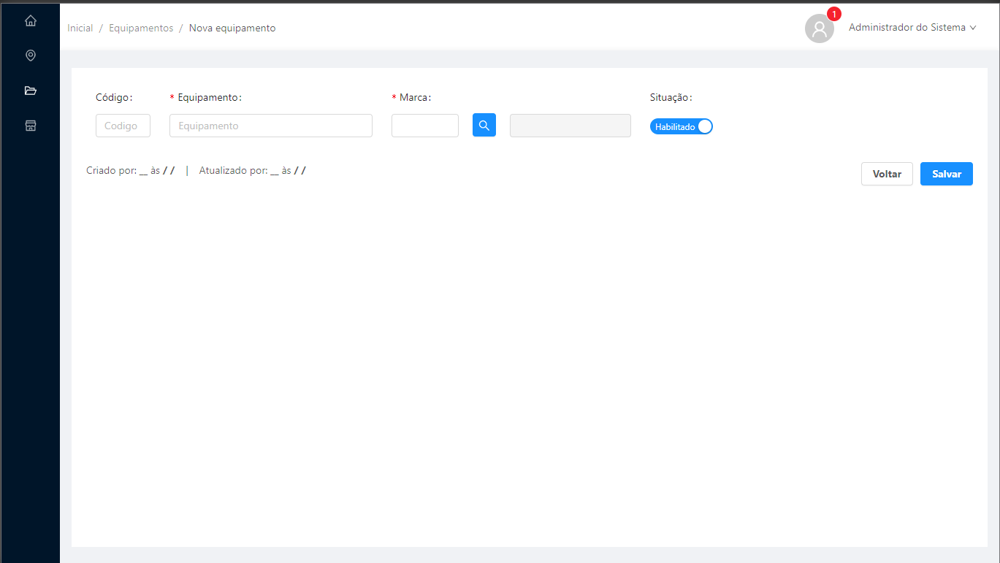 Inicial / Equipamentos / Nova equipamento
1
Administrador do Sistema
Código:
* Equipamento:
* Marca:
Situação:
Codigo
Equipamento
Habilitado
Criado por: __ às / / | Atualizado por: __ às / /
Voltar
Salvar